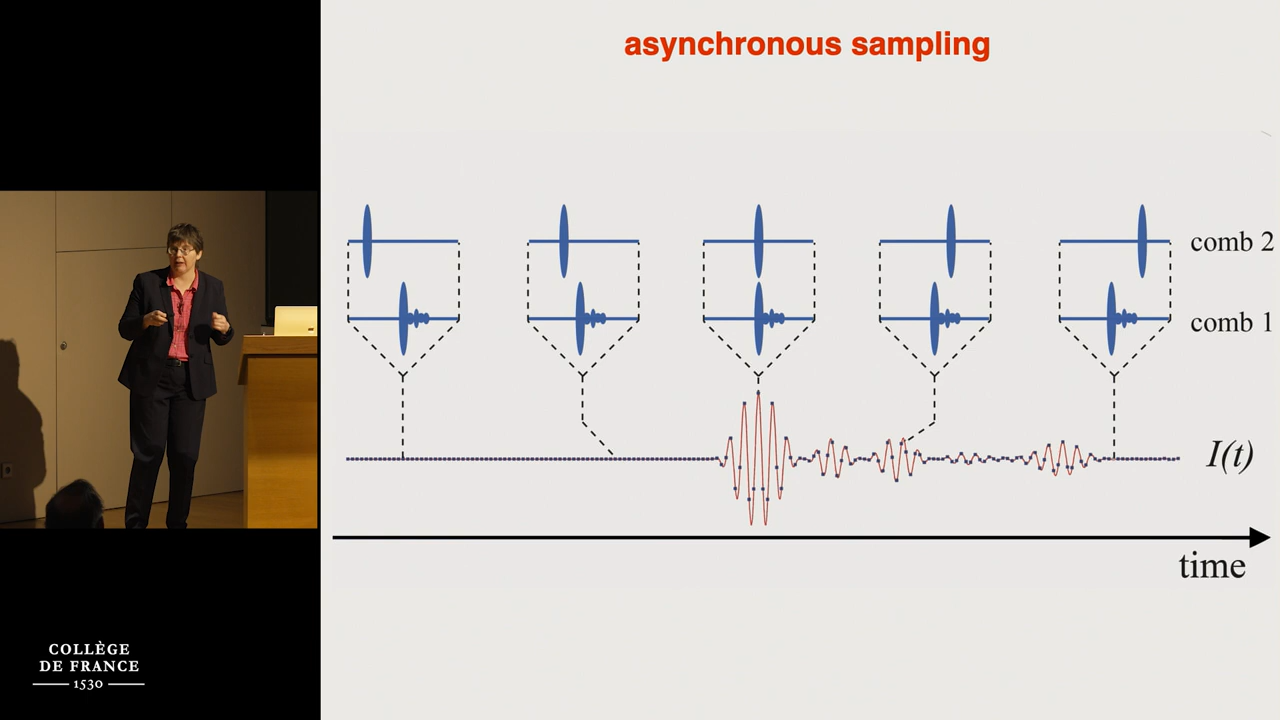 asynchronous sampling
comb 2
comb 1
I(t)
time
COLLÈGE
DE FRANCE
1530